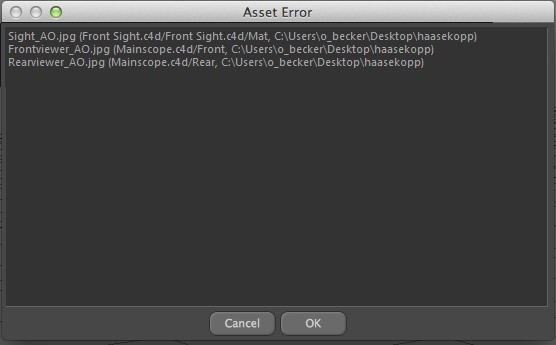 Asset Error
Sight_AO.jpg (Front Sight.c4d/Front Sight.c4d/Mat, C:\Users\o_becker\Desktop\haasekopp)
Frontviewer_AO.jpg (Mainscope.c4d/Front, C:\Users\o_becker\Desktop\haasekopp)
Rearviewer_AO.jpg (Mainscope.c4d/Rear, C:\Users\o_becker\Desktop\haasekopp)
Cancel OK